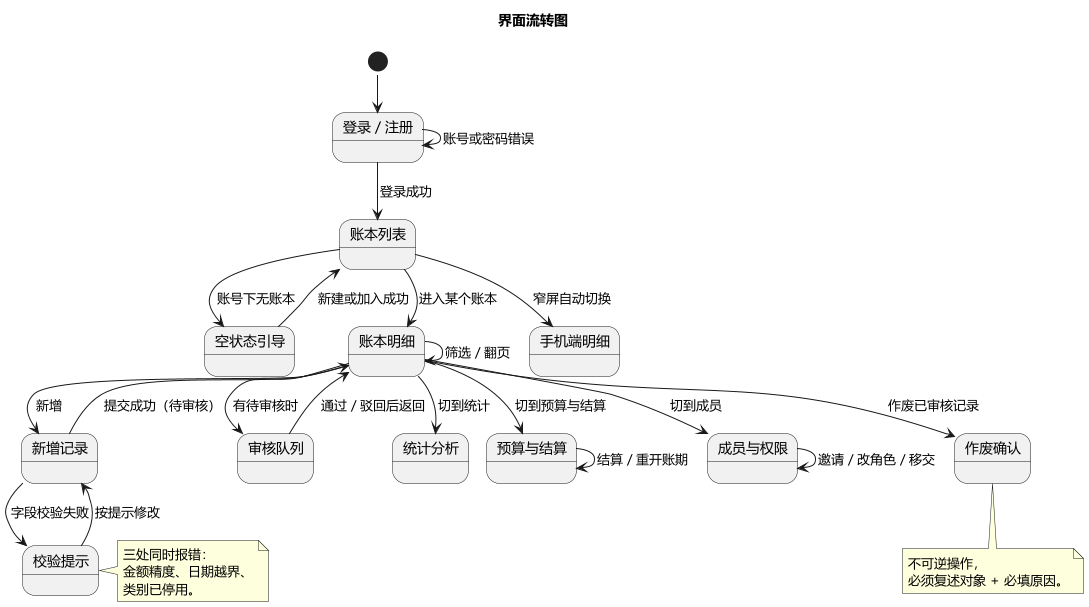 界面流转图
登录 / 注册
账号或密码错误
登录成功
账本列表
账号下无账本
新建或加入成功
进入某个账本
窄屏自动切换
空状态引导
账本明细
筛选 / 翻页
手机端明细
新增
提交成功（待审核）
有待审核时
通过 / 驳回后返回
切到统计
切到预算与结算
切到成员
作废已审核记录
新增记录
审核队列
统计分析
预算与结算
结算 / 重开账期
成员与权限
邀请 / 改角色 / 移交
作废确认
字段校验失败
按提示修改
校验提示
三处同时报错：
金额精度、日期越界、
类别已停用。
不可逆操作，
必须复述对象 + 必填原因。